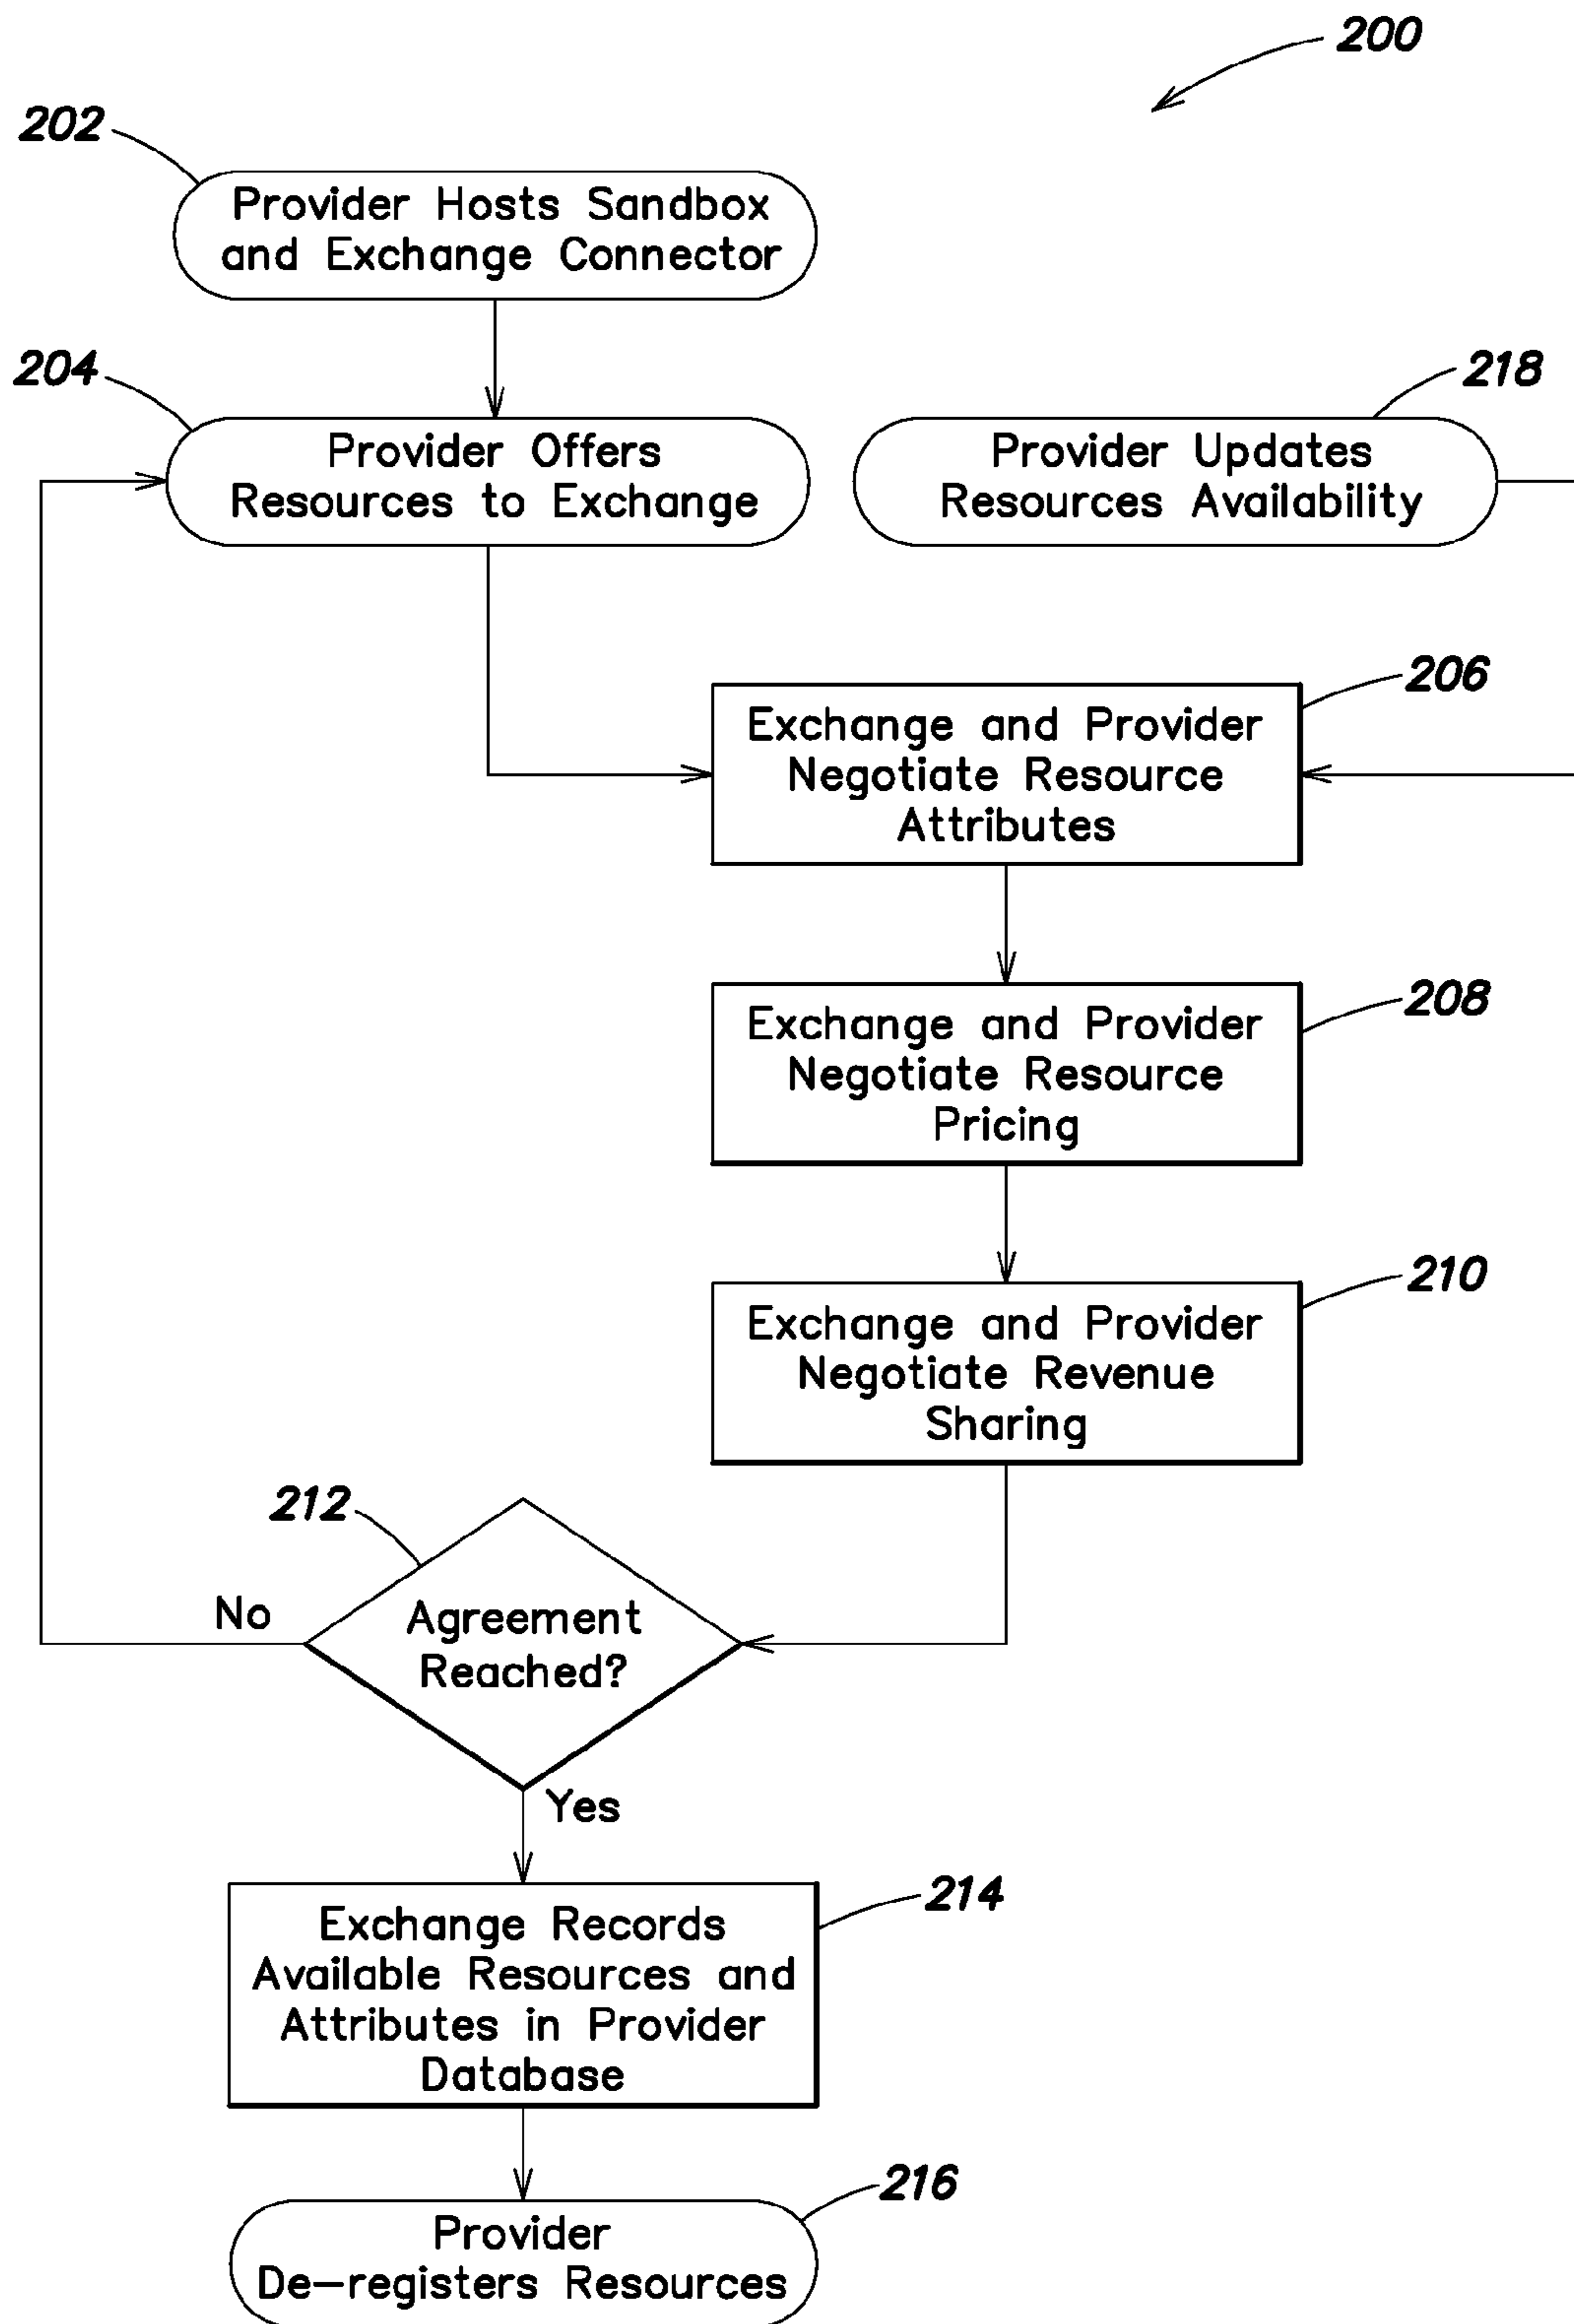 200
202
Provider Hosts Sandbox
and Exchange Connector
204
Provider Offers
Resources to Exchange
218
Provider Updates
Resources Availability
206
Exchange and Provider
Negotiate Resource
Attributes
208
Exchange and Provider
Negotiate Resource
Pricing
210
Exchange and Provider
Negotiate Revenue
Sharing
212
No
Agreement
Reached?
Yes
214
Exchange Records
Available Resources and
Attributes in Provider
Database
216
Provider
De-registers Resources